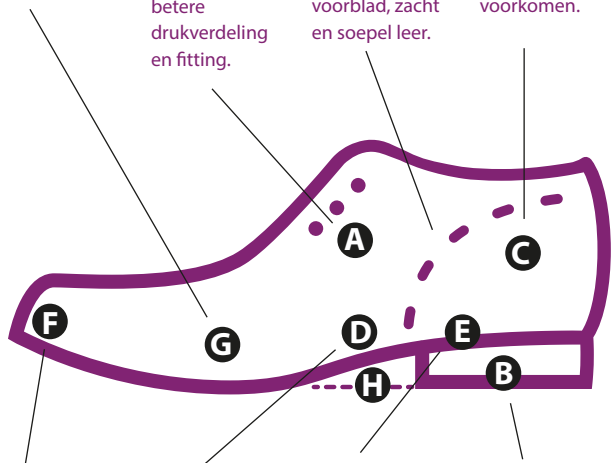 betere
drukverdeling
en fitting.
voorblad, zacht
en soepel leer.
voorkomen.
A
C
F
G
D
E
H
B